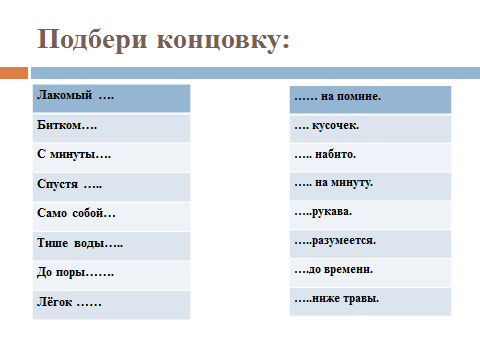 Подбери концовку:
Лакомый ….
Битком….
С минуты….
Спустя …..
Само собой…
Тише воды…..
До поры…….
Лёгок ……
…… на помине.
…. кусочек.
….. набито.
….. на минуту.
…..рукава.
…..разумеется.
….до времени.
…..ниже травы.